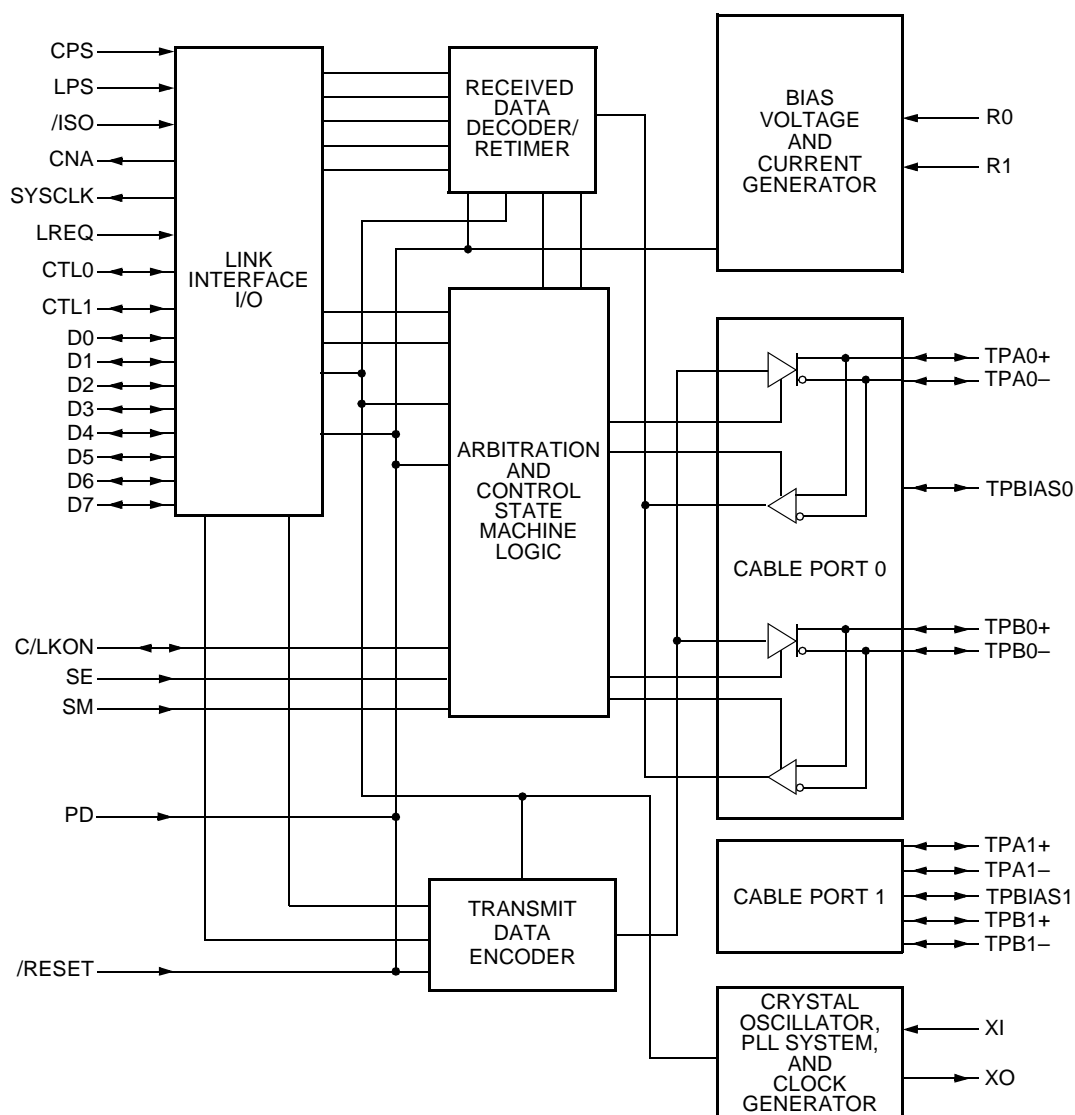 CPS
LPS
/ISO
CNA
SYSCLK
LREQ
CTL0
CTL1
D0
D1
D2
D3
D4
D5
D6
D7
LINK
INTERFACE
I/O
RECEIVED
DATA
DECODER/
RETIMER
BIAS
VOLTAGE
AND
CURRENT
GENERATOR
R0
R1
ARBITRATION
AND
CONTROL
STATE
MACHINE
LOGIC
TPA0+
TPA0–
TPBIAS0
CABLE PORT 0
TPB0+
TPB0–
C/LKON
SE
SM
PD
/RESET
TRANSMIT
DATA
ENCODER
CABLE PORT 1
TPA1+
TPA1–
TPBIAS1
TPB1+
TPB1–
CRYSTAL
OSCILLATOR,
PLL SYSTEM,
AND
CLOCK
GENERATOR
XI
XO